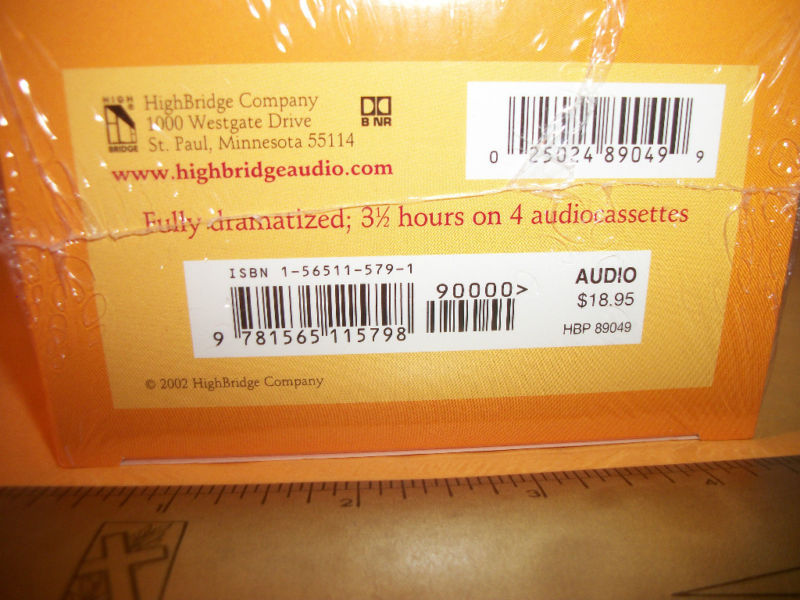 HIGH
BRIDGE
HighBridge Company
1000 Westgate Drive
St. Paul, Minnesota 55114
www.highbridgeaudio.com
B NR
0 25024 89049 9
Fully dramatized; 3½ hours on 4 audiocassettes
ISBN 1-56511-579-1
90000>
9 781565 115798
AUDIO
$18.95
HBP 89049
© 2002 HighBridge Company
1 2 3 4